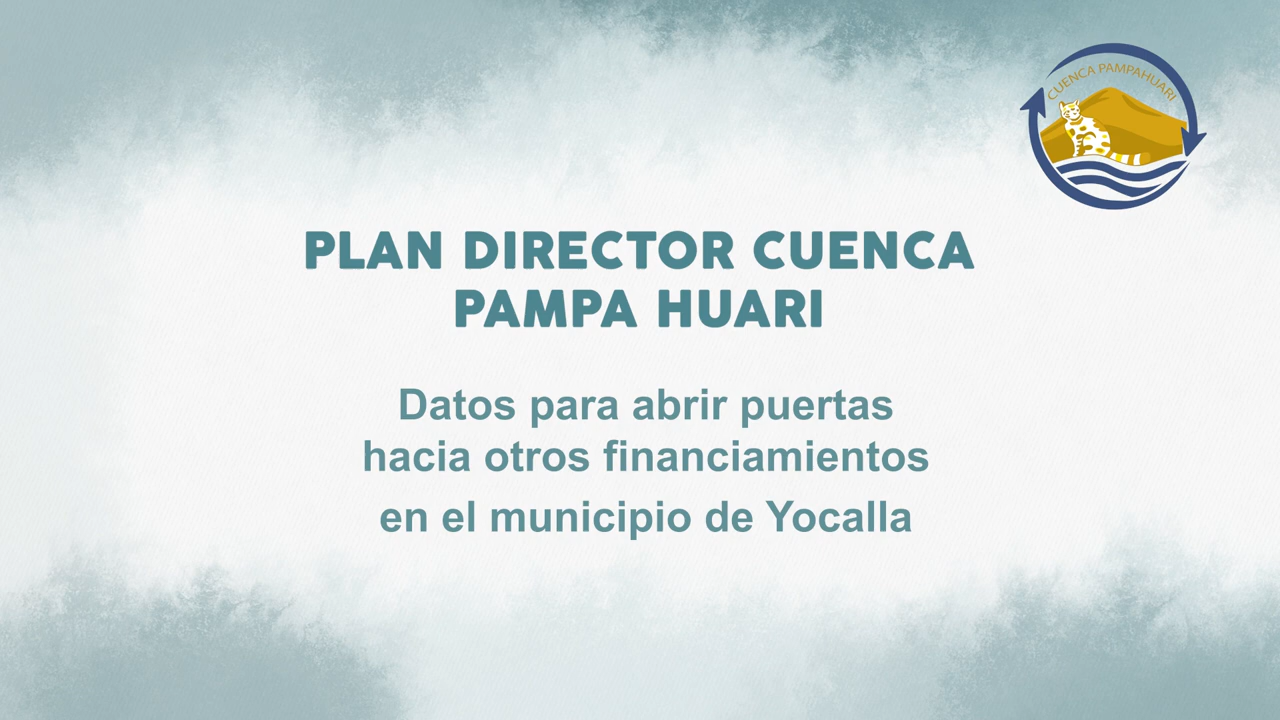 CUENCA PAMPAHUARI
PLAN DIRECTOR CUENCA
PAMPA HUARI
Datos para abrir puertas
hacia otros financiamientos
en el municipio de Yocalla